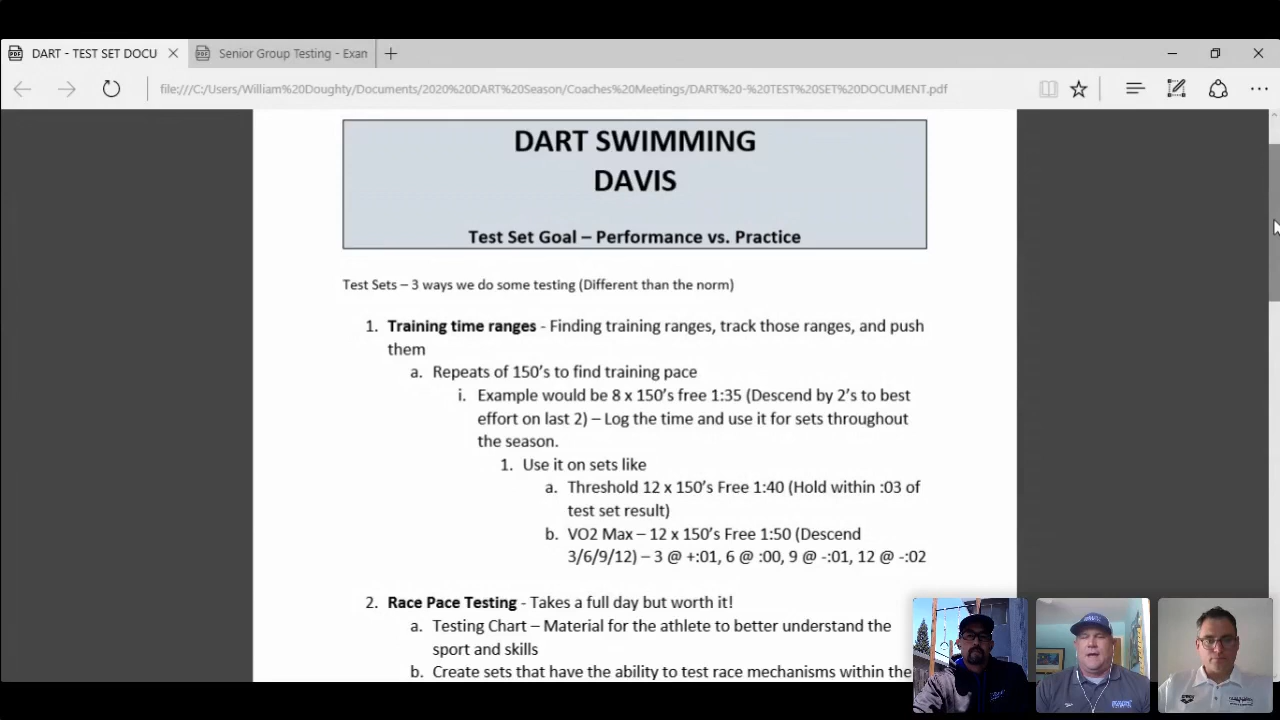 DART - TEST SET DOCU
Senior Group Testing - Exan
file:///C:/Users/William%20Doughty/Documents/2020%20DART%20Season/Coaches%20Meetings/DART%20-%20TEST%20SET%20DOCUMENT.pdf
DART SWIMMING
DAVIS
Test Set Goal – Performance vs. Practice
Test Sets – 3 ways we do some testing (Different than the norm)
1. Training time ranges - Finding training ranges, track those ranges, and push
them
a. Repeats of 150's to find training pace
i. Example would be 8 x 150's free 1:35 (Descend by 2's to best
effort on last 2) – Log the time and use it for sets throughout
the season.
1. Use it on sets like
a. Threshold 12 x 150's Free 1:40 (Hold within :03 of
test set result)
b. VO2 Max – 12 x 150's Free 1:50 (Descend
3/6/9/12) – 3 @ +:01, 6 @ :00, 9 @ -:01, 12 @ -:02
2. Race Pace Testing - Takes a full day but worth it!
a. Testing Chart – Material for the athlete to better understand the
sport and skills
b. Create sets that have the ability to test race mechanisms within the